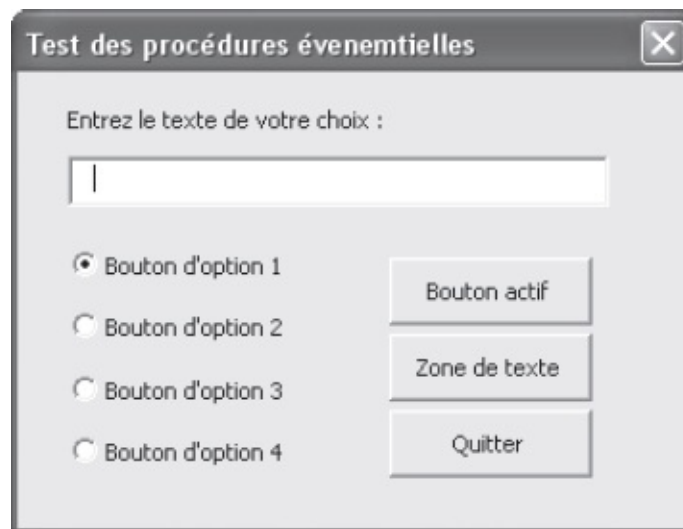 Test des procédures évenemtielles
Entrez le texte de votre choix :
Bouton d'option 1
Bouton d'option 2
Bouton d'option 3
Bouton d'option 4
Bouton actif
Zone de texte
Quitter